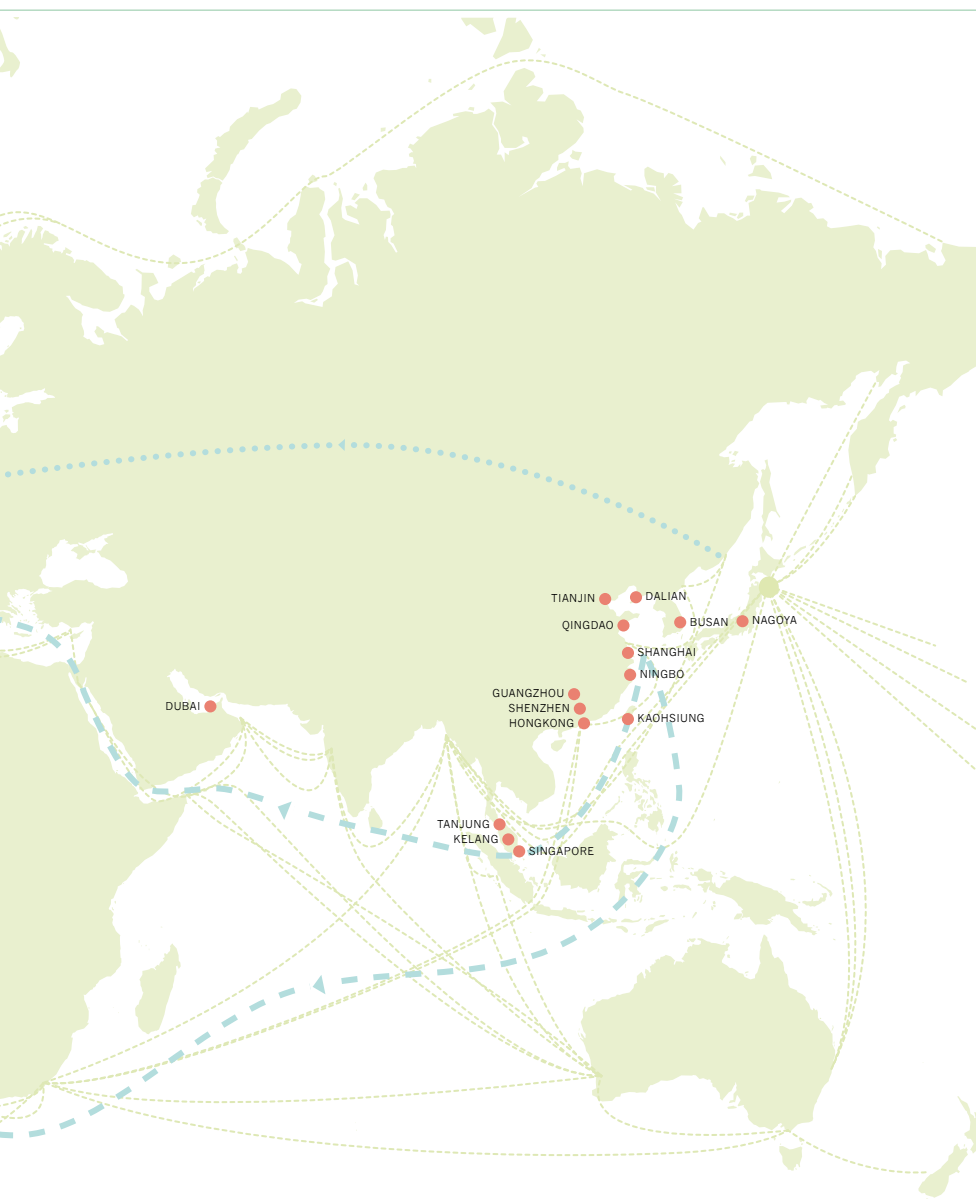 TIANJIN
DALIAN
QINGDAO
BUSAN
NAGOYA
SHANGHAI
NINGBO
GUANGZHOU
SHENZHEN
HONGKONG
KAOHSIUNG
DUBAI
TANJUNG
KELANG
SINGAPORE